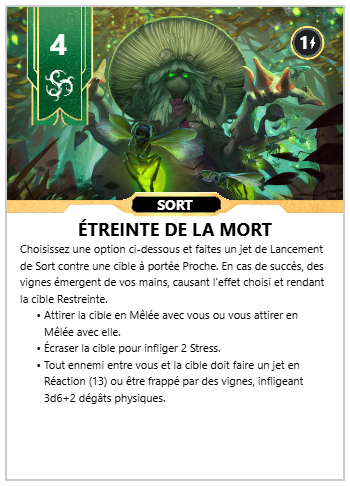 4
1
SORT
ÉTREINTE DE LA MORT
Choisissez une option ci-dessous et faites un jet de Lancement
de Sort contre une cible à portée Proche. En cas de succès, des
vignes émergent de vos mains, causant l'effet choisi et rendant
la cible Restreinte.
• Attirer la cible en Mêlée avec vous ou vous attirer en
Mêlée avec elle.
• Écraser la cible pour infliger 2 Stress.
• Tout ennemi entre vous et la cible doit faire un jet en
Réaction (13) ou être frappé par des vignes, infligeant
3d6+2 dégâts physiques.